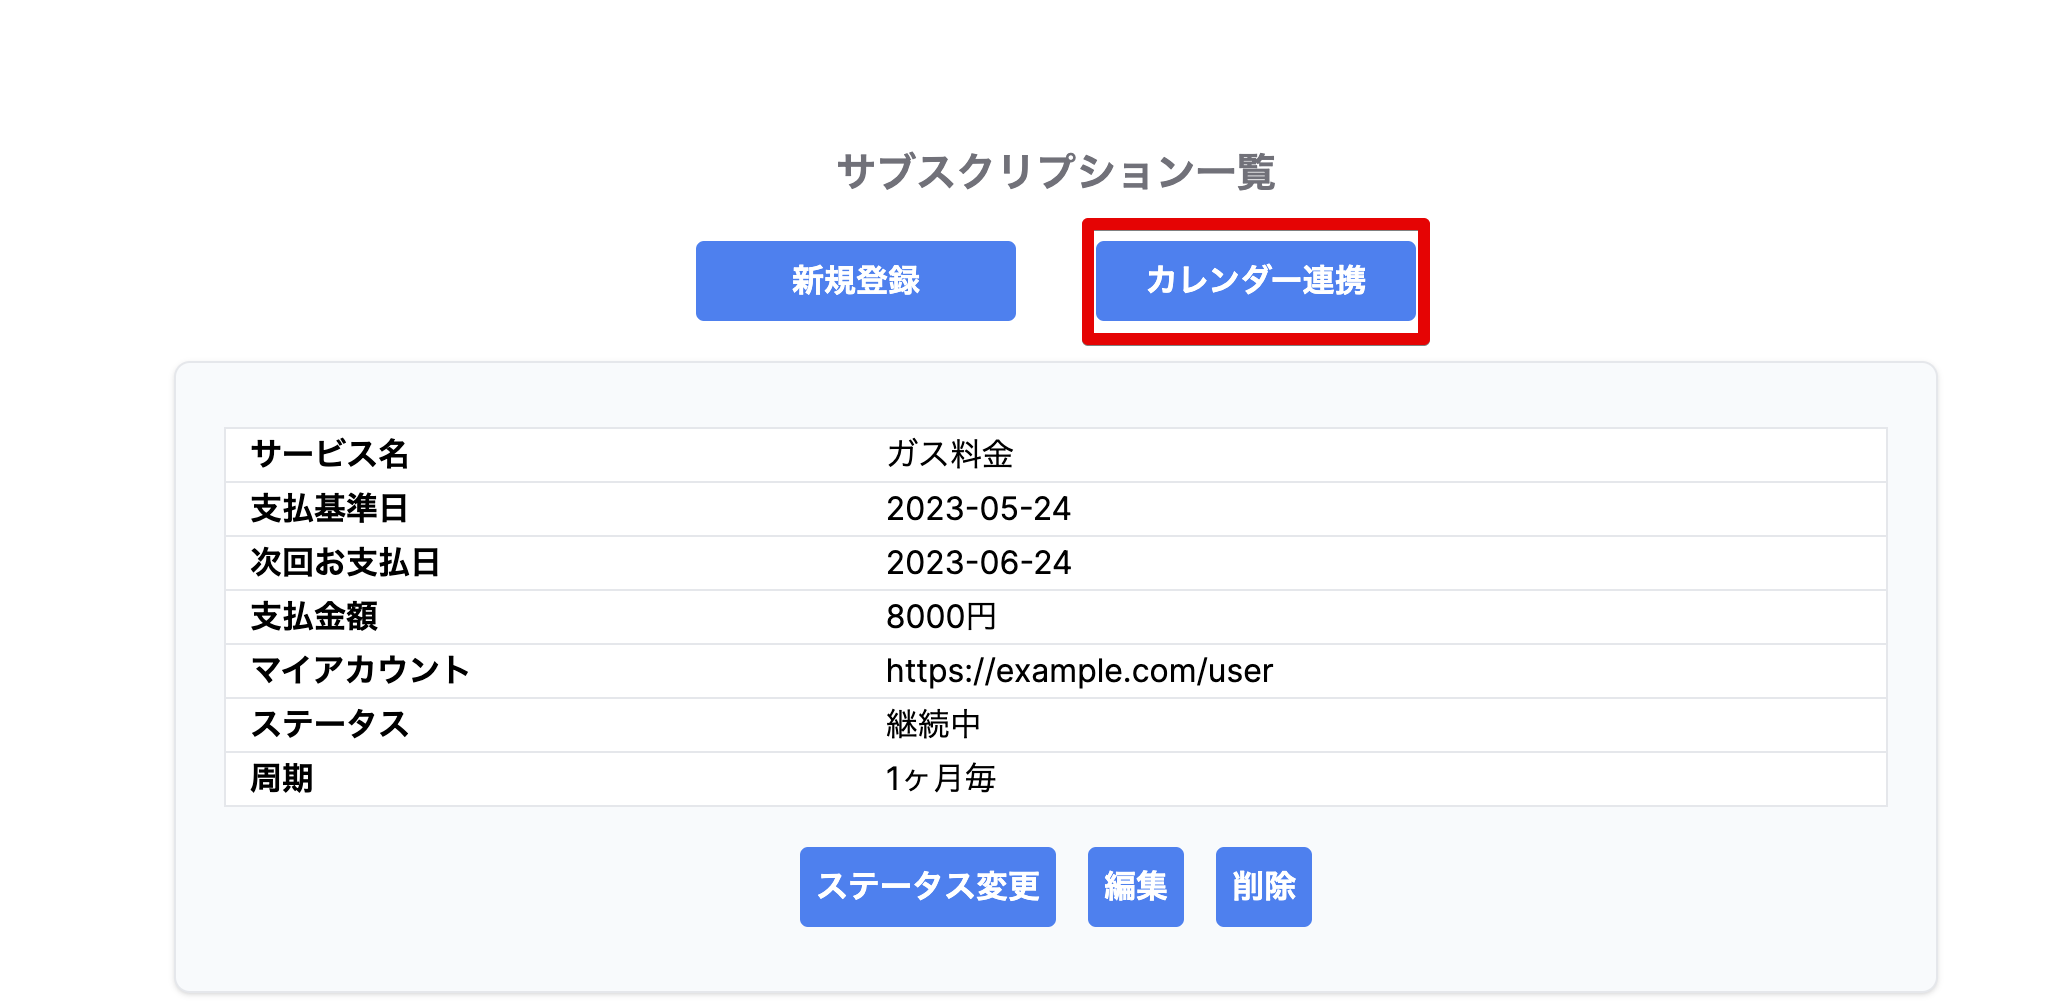 サブスクリプション一覧
新規登録 カレンダー連携
サービス名 ガス料金
支払基準日 2023-05-24
次回お支払日 2023-06-24
支払金額 8000円
マイアカウント https://example.com/user
ステータス 継続中
周期 1ヶ月毎
ステータス変更 編集 削除